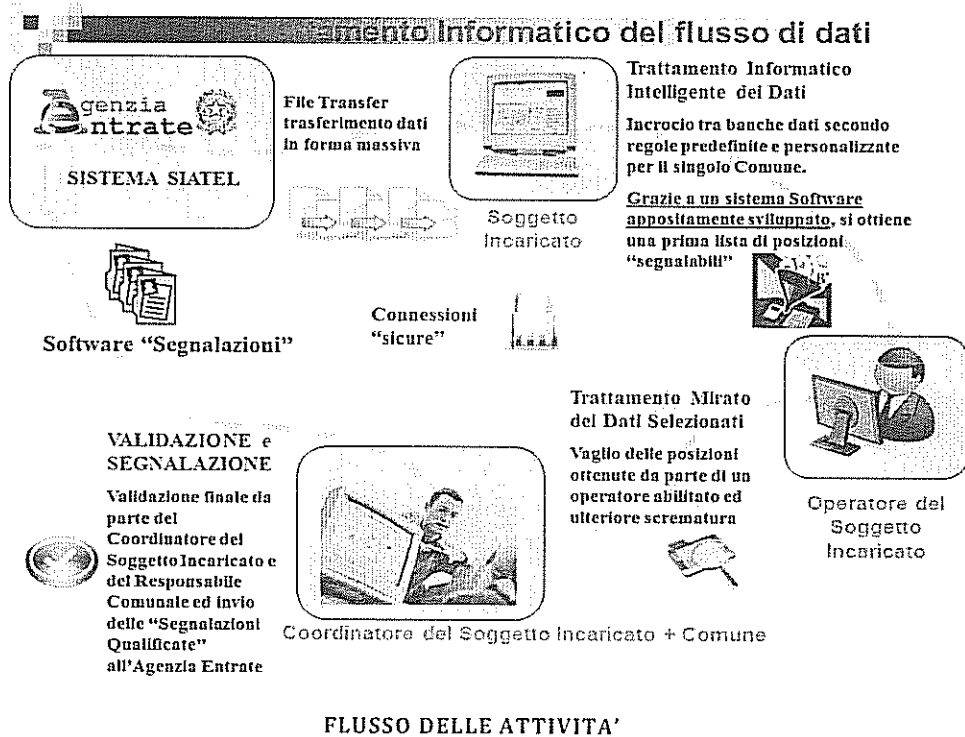 Informatico del flusso di dati
Agenzia
Entrate
SISTEMA SIATEL
File Transfer
trasferimento dati
in forma massiva
Soggetto
Incaricato
Trattamento Informatico
Intelligente dei Dati
Incrocio tra banche dati secondo
regole predefinite e personalizzate
per il singolo Comune.
Grazie a un sistema Software
appositamente sviluppato, si ottiene
una prima lista di posizioni
“segnalabili”
Software “Segnalazioni”
Connessioni
“sicure”
Trattamento Mirato
dei Dati Selezionati
Vaglio delle posizioni
ottenute da parte di un
operatore abilitato ed
ulteriore scrematura
Operatore del
Soggetto
Incaricato
VALIDAZIONE e
SEGNALAZIONE
Validazione finale da
parte del
Coordinatore del
Soggetto Incaricato e
del Responsabile
Comunale ed invio
delle “Segnalazioni
Qualificate”
all’Agenzia Entrate
Coordinatore del Soggetto Incaricato + Comune
FLUSSO DELLE ATTIVITA’